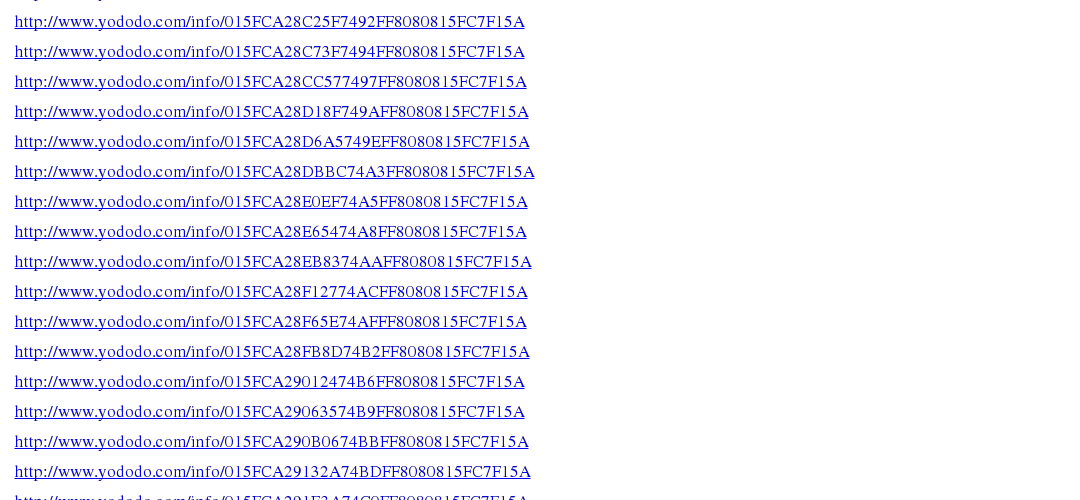 http://www.yododo.com/info/015FCA28C25F7492FF8080815FC7F15A
http://www.yododo.com/info/015FCA28C73F7494FF8080815FC7F15A
http://www.yododo.com/info/015FCA28CC577497FF8080815FC7F15A
http://www.yododo.com/info/015FCA28D18F749AFF8080815FC7F15A
http://www.yododo.com/info/015FCA28D6A5749EFF8080815FC7F15A
http://www.yododo.com/info/015FCA28DBBC74A3FF8080815FC7F15A
http://www.yododo.com/info/015FCA28E0EF74A5FF8080815FC7F15A
http://www.yododo.com/info/015FCA28E65474A8FF8080815FC7F15A
http://www.yododo.com/info/015FCA28EB8374AAFF8080815FC7F15A
http://www.yododo.com/info/015FCA28F12774ACFF8080815FC7F15A
http://www.yododo.com/info/015FCA28F65E74AFFF8080815FC7F15A
http://www.yododo.com/info/015FCA28FB8D74B2FF8080815FC7F15A
http://www.yododo.com/info/015FCA29012474B6FF8080815FC7F15A
http://www.yododo.com/info/015FCA29063574B9FF8080815FC7F15A
http://www.yododo.com/info/015FCA290B0674BBFF8080815FC7F15A
http://www.yododo.com/info/015FCA29132A74BDFF8080815FC7F15A